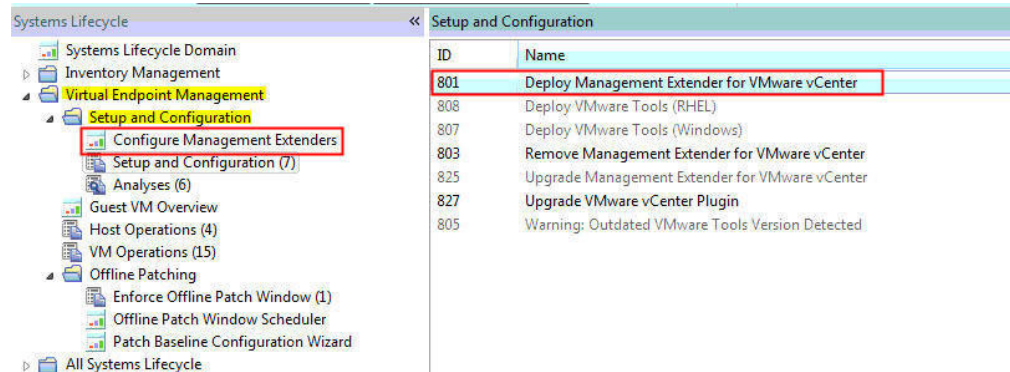 Systems Lifecycle «
Systems Lifecycle Domain
Inventory Management
Virtual Endpoint Management
Setup and Configuration
Configure Management Extenders
Setup and Configuration (7)
Analyses (6)
Guest VM Overview
Host Operations (4)
VM Operations (15)
Offline Patching
Enforce Offline Patch Window (1)
Offline Patch Window Scheduler
Patch Baseline Configuration Wizard
All Systems Lifecycle
Setup and Configuration
ID Name
801 Deploy Management Extender for VMware vCenter
808 Deploy VMware Tools (RHEL)
807 Deploy VMware Tools (Windows)
803 Remove Management Extender for VMware vCenter
825 Upgrade Management Extender for VMware vCenter
827 Upgrade VMware vCenter Plugin
805 Warning: Outdated VMware Tools Version Detected